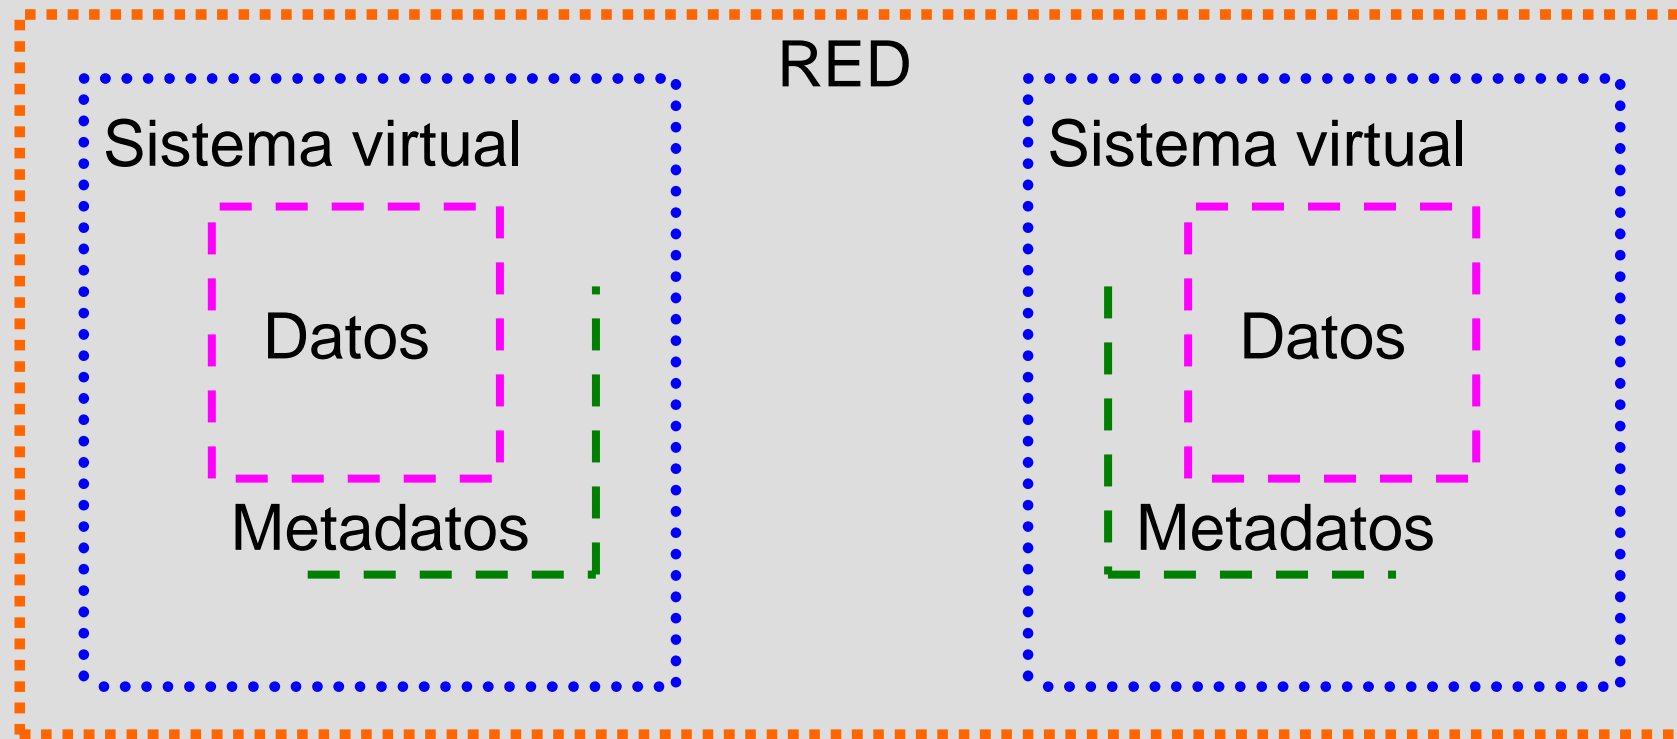 RED
Sistema virtual
Sistema virtual
Datos
Datos
Metadatos
Metadatos